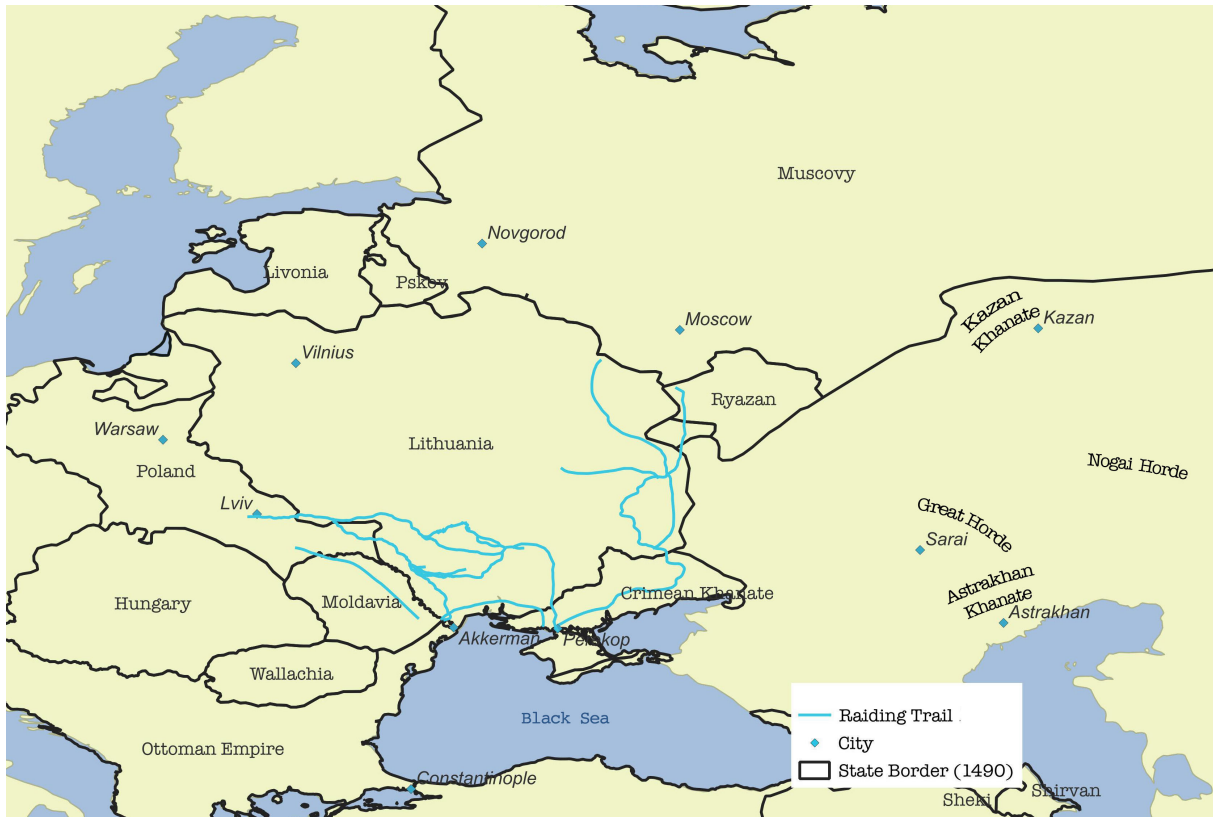 Muscovy
Novgorod
Livonia
Pskov
Kazan
Khanate
Kazan
Moscow
Vilnius
Ryazan
Warsaw
Lithuania
Poland
Nogai Horde
Lviv
Great Horde
Sarai
Astrakhan
Khanate
Astrakhan
Crimean Khanate
Hungary
Moldavia
Akkerman
Perekop
Wallachia
Black Sea
Ottoman Empire
Constantinople
Raiding Trail
City
State Border (1490)
Sheki
Shirvan